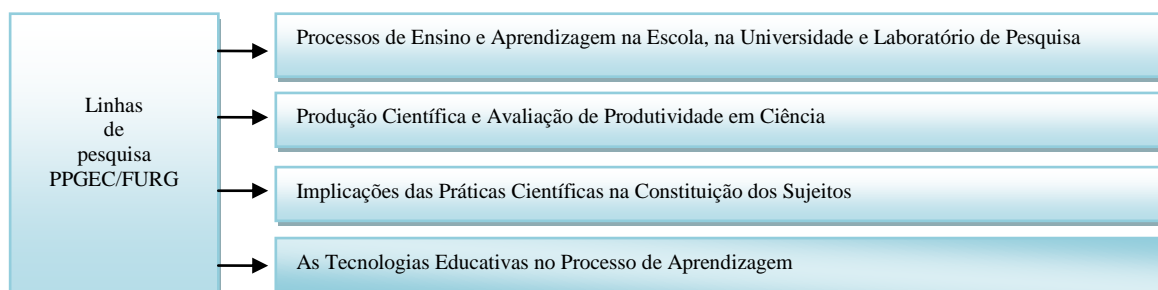 Linhas
de
pesquisa
PPGEC/FURG
Processos de Ensino e Aprendizagem na Escola, na Universidade e Laboratório de Pesquisa
Produção Científica e Avaliação de Produtividade em Ciência
Implicações das Práticas Científicas na Constituição dos Sujeitos
As Tecnologias Educativas no Processo de Aprendizagem